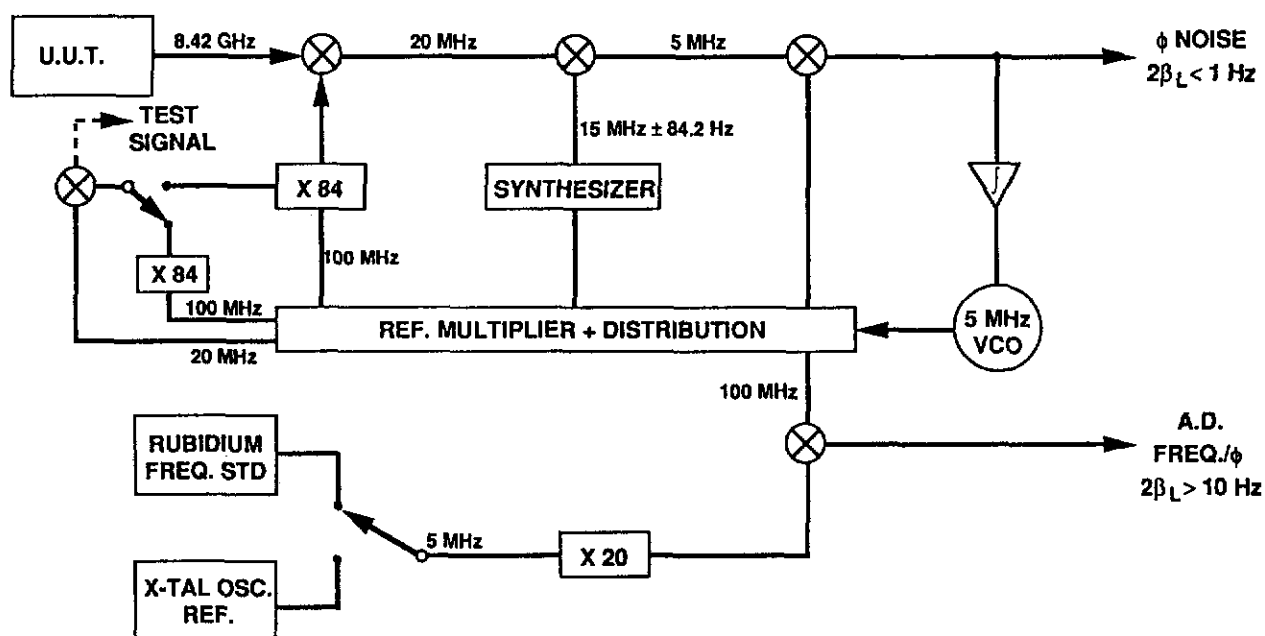 U.U.T.
8.42 GHz
20 MHz
5 MHz
ϕ NOISE
2βL < 1 Hz
TEST
SIGNAL
15 MHz ± 84.2 Hz
X 84
SYNTHESIZER
∫
100 MHz
X 84
100 MHz
REF. MULTIPLIER + DISTRIBUTION
5 MHz
VCO
20 MHz
100 MHz
RUBIDIUM
FREQ. STD
A.D.
FREQ./ϕ
2βL > 10 Hz
5 MHz
X 20
X-TAL OSC.
REF.